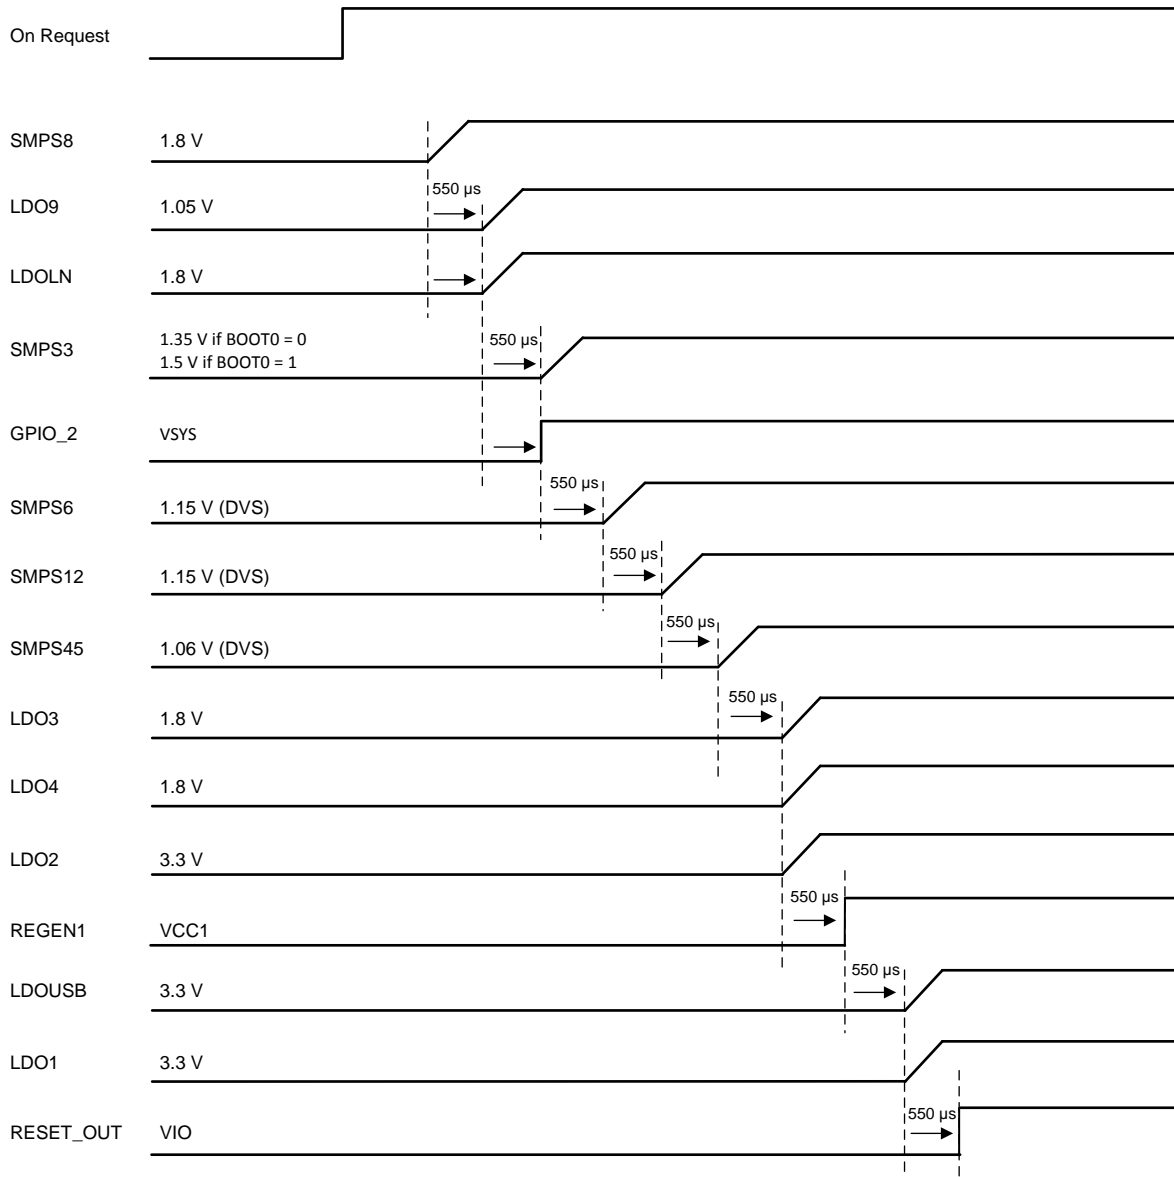 On Request
SMPS8 1.8 V
550 µs
LDO9 1.05 V
LDOLN 1.8 V
SMPS3 1.35 V if BOOT0 = 0 550 µs
1.5 V if BOOT0 = 1
GPIO_2 VSYS
550 µs
SMPS6 1.15 V (DVS)
550 µs
SMPS12 1.15 V (DVS)
550 µs
SMPS45 1.06 V (DVS)
550 µs
LDO3 1.8 V
LDO4 1.8 V
LDO2 3.3 V
550 µs
REGEN1 VCC1
550 µs
LDOUSB 3.3 V
LDO1 3.3 V
550 µs
RESET_OUT VIO